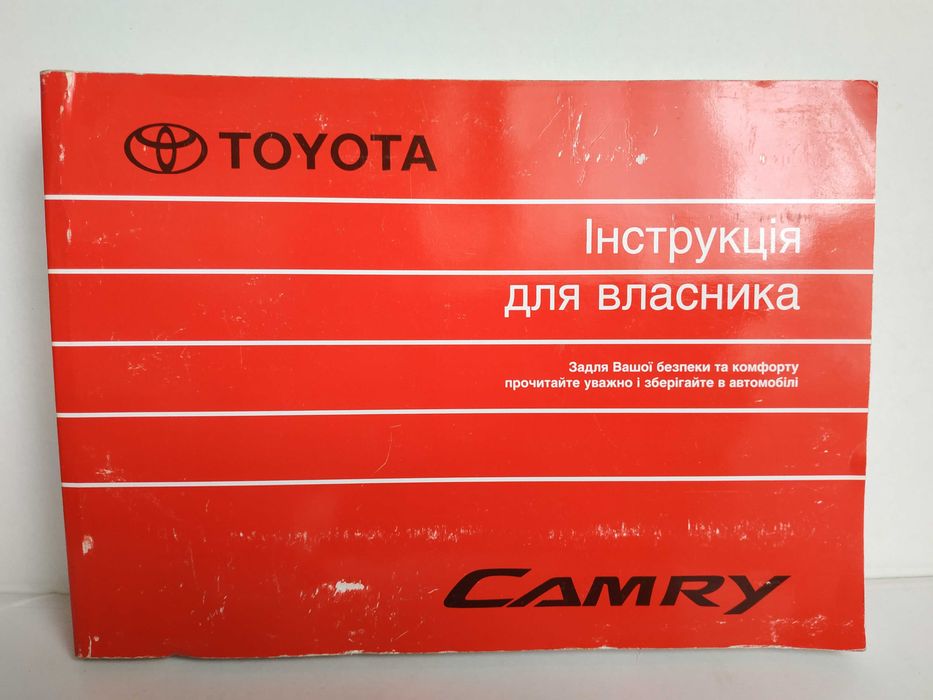 TOYOTA
Інструкція
для власника
Задля Вашої безпеки та комфорту
прочитайте уважно і зберігайте в автомобілі
CAMRY